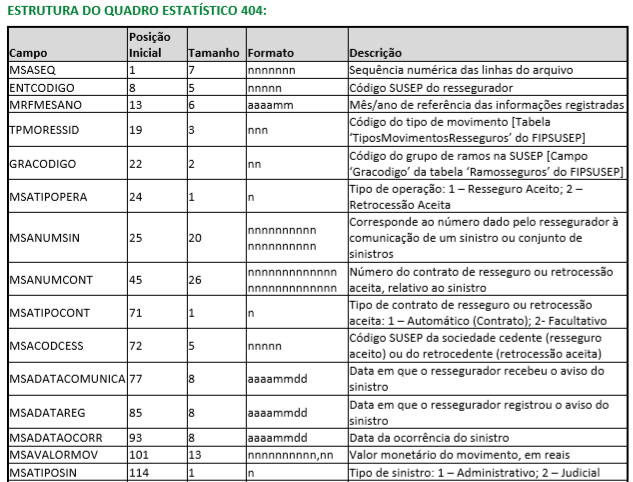 ESTRUTURA DO QUADRO ESTATÍSTICO 404:
Campo Posição Inicial Tamanho Formato Descrição
MSASEQ 1 7 nnnnnnn Sequência numérica das linhas do arquivo
ENTCODIGO 8 5 nnnnn Código SUSEP do ressegurador
MRFMESANO 13 6 aaaamm Mês/ano de referência das informações registradas
TPMORESSID 19 3 nnn Código do tipo de movimento [Tabela
‘TiposMovimentosResseguros’ do FIPSUSEP]
GRACODIGO 22 2 nn Código do grupo de ramos na SUSEP [Campo
‘Gracodigo’ da tabela ‘Ramosseguros’ do FIPSUSEP]
MSATIPOPERA 24 1 n Tipo de operação: 1 – Resseguro Aceito; 2 –
Retrocessão Aceita
MSANUMSIN 25 20 nnnnnnnnnn
nnnnnnnnnn
Corresponde ao número dado pelo ressegurador à
comunicação de um sinistro ou conjunto de
sinistros
MSANUMCONT 45 26 nnnnnnnnnnnnn
nnnnnnnnnnnnn
Número do contrato de resseguro ou retrocessão
aceita, relativo ao sinistro
MSATIPOCONT 71 1 n Tipo de contrato de resseguro ou retrocessão
aceita: 1 – Automático (Contrato); 2- Facultativo
MSACODCESS 72 5 nnnnn Código SUSEP da sociedade cedente (resseguro
aceito) ou do retrocedente (retrocessão aceita)
MSADATACOMUNICA 77 8 aaaammdd Data em que o ressegurador recebeu o aviso do
sinistro
MSADATAREG 85 8 aaaammdd Data em que o ressegurador registrou o aviso do
sinistro
MSADATAOCORR 93 8 aaaammdd Data da ocorrência do sinistro
MSAVALORMOV 101 13 nnnnnnnnnn,nn Valor monetário do movimento, em reais
MSATIPOSIN 114 1 n Tipo de sinistro: 1 – Administrativo; 2 – Judicial